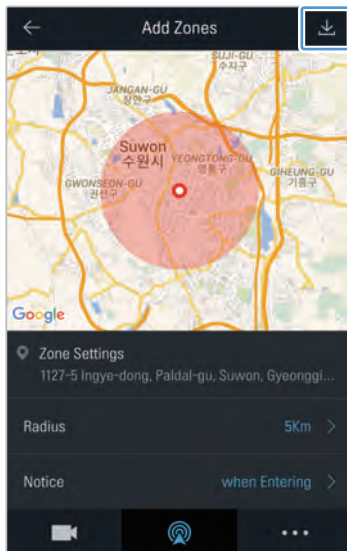 Add Zones
SUJI-GU
수지구
JANGAN-GU
장안구
Suwon
수원시
YEONGTONG-GU
영통구
GWONSEON-GU
권선구
GIHEUNG-GU
기흥구
Google
Zone Settings
1127-5 Ingye-dong, Paldal-gu, Suwon, Gyeonggi...
Radius
5Km
Notice
when Entering